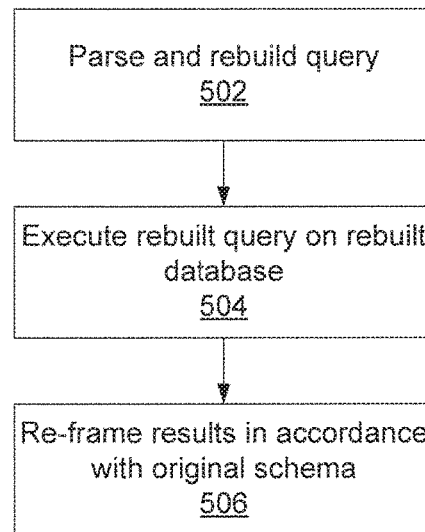 Parse and rebuild query
502
Execute rebuilt query on rebuilt
database
504
Re-frame results in accordance
with original schema
506